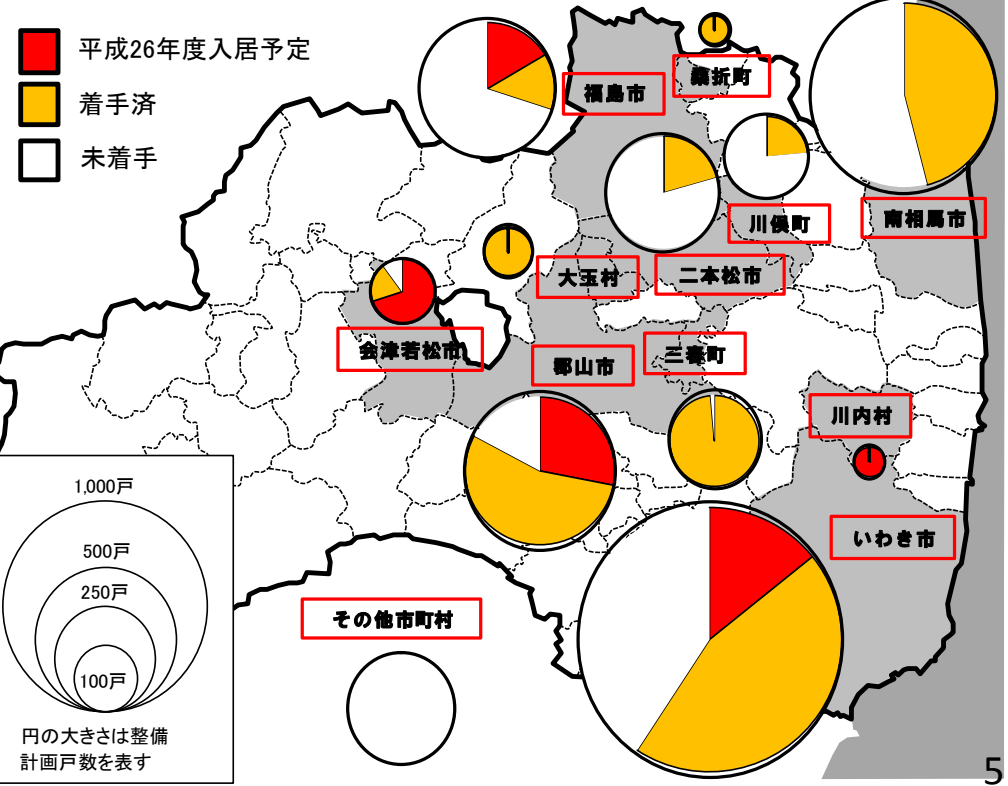 平成26年度入居予定
着手済
未着手
福島市
桑折町
川俣町
南相馬市
大玉村
二本松市
会津若松市
郡山市
三春町
川内村
いわき市
その他市町村
1,000戸
500戸
250戸
100戸
円の大きさは整備
計画戸数を表す
5